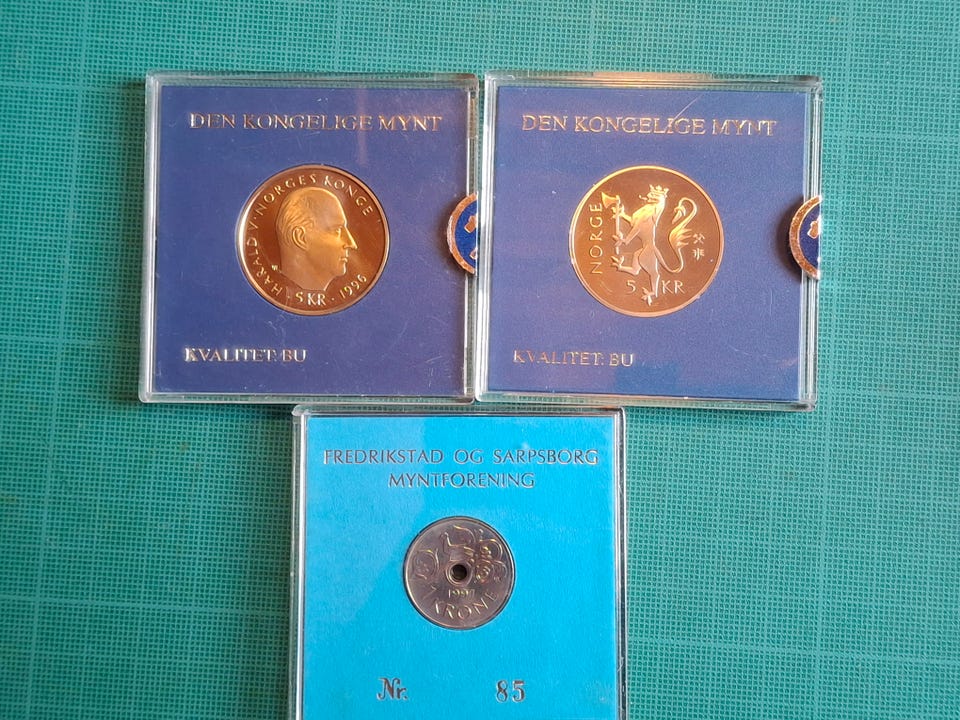 DEN KONGELIGE MYNT
HARALD V · NORGES KONGE
· 5 KR · 1996
KVALITET: BU
DEN KONGELIGE MYNT
NORGE
5 KR
KVALITET: BU
FREDRIKSTAD OG SARPSBORG
MYNTFORENING
1997
1 KRONE
Nr. 85